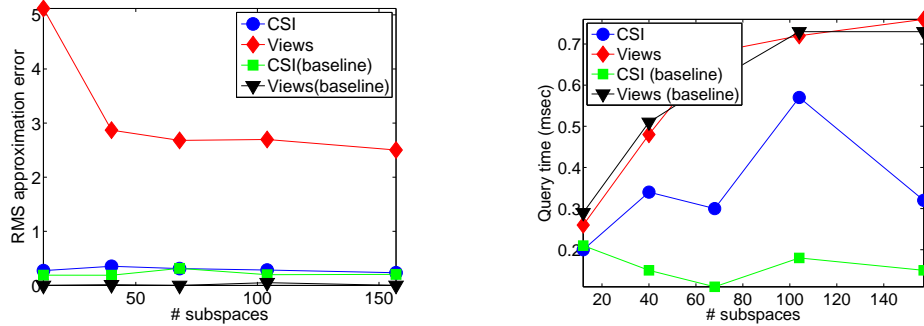 5
4
3
2
1
0
RMS approximation error
50
100
150
# subspaces
CSI
Views
CSI(baseline)
Views(baseline)
0.7
0.6
0.5
0.4
0.3
0.2
Query time (msec)
20
40
60
80
100
120
140
# subspaces
CSI
Views
CSI (baseline)
Views (baseline)